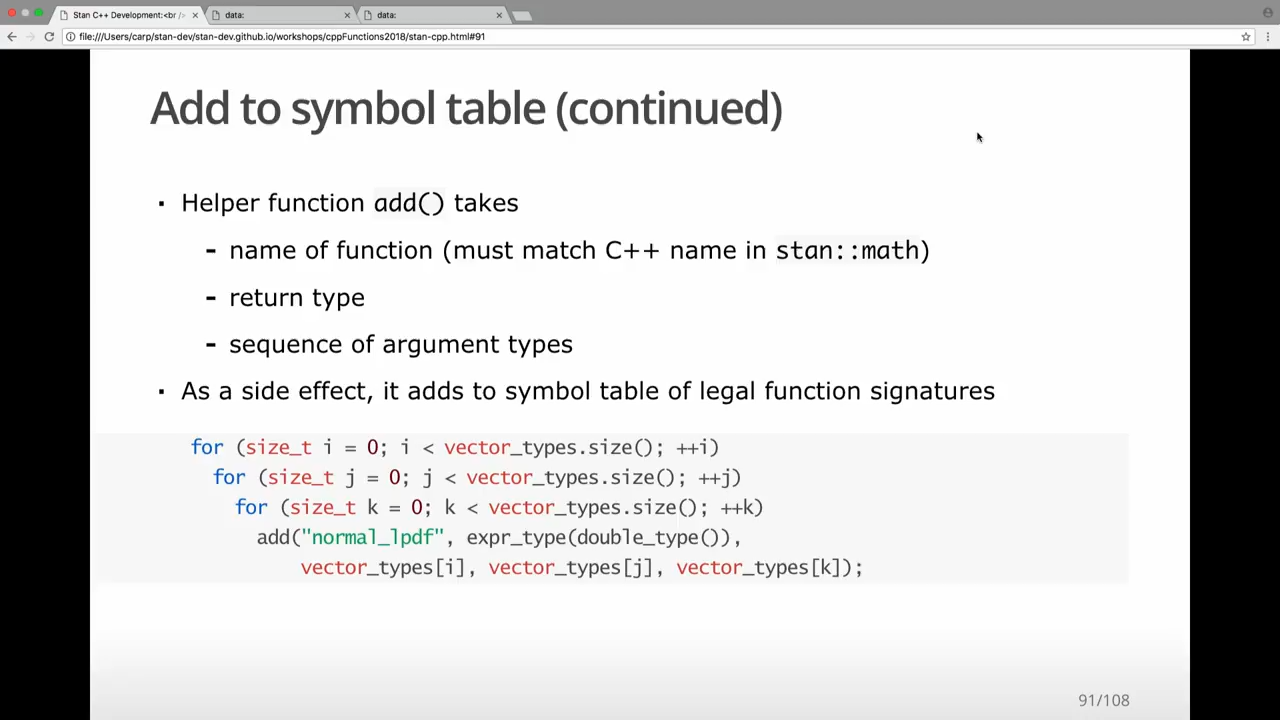 Stan C++ Development:<br />
data:
data:
file:///Users/carp/stan-dev/stan-dev.github.io/workshops/cppFunctions2018/stan-cpp.html#91
Add to symbol table (continued)
▪ Helper function add() takes
- name of function (must match C++ name in stan::math)
- return type
- sequence of argument types
▪ As a side effect, it adds to symbol table of legal function signatures
for (size_t i = 0; i < vector_types.size(); ++i)
for (size_t j = 0; j < vector_types.size(); ++j)
for (size_t k = 0; k < vector_types.size(); ++k)
add("normal_lpdf", expr_type(double_type()),
vector_types[i], vector_types[j], vector_types[k]);
91/108